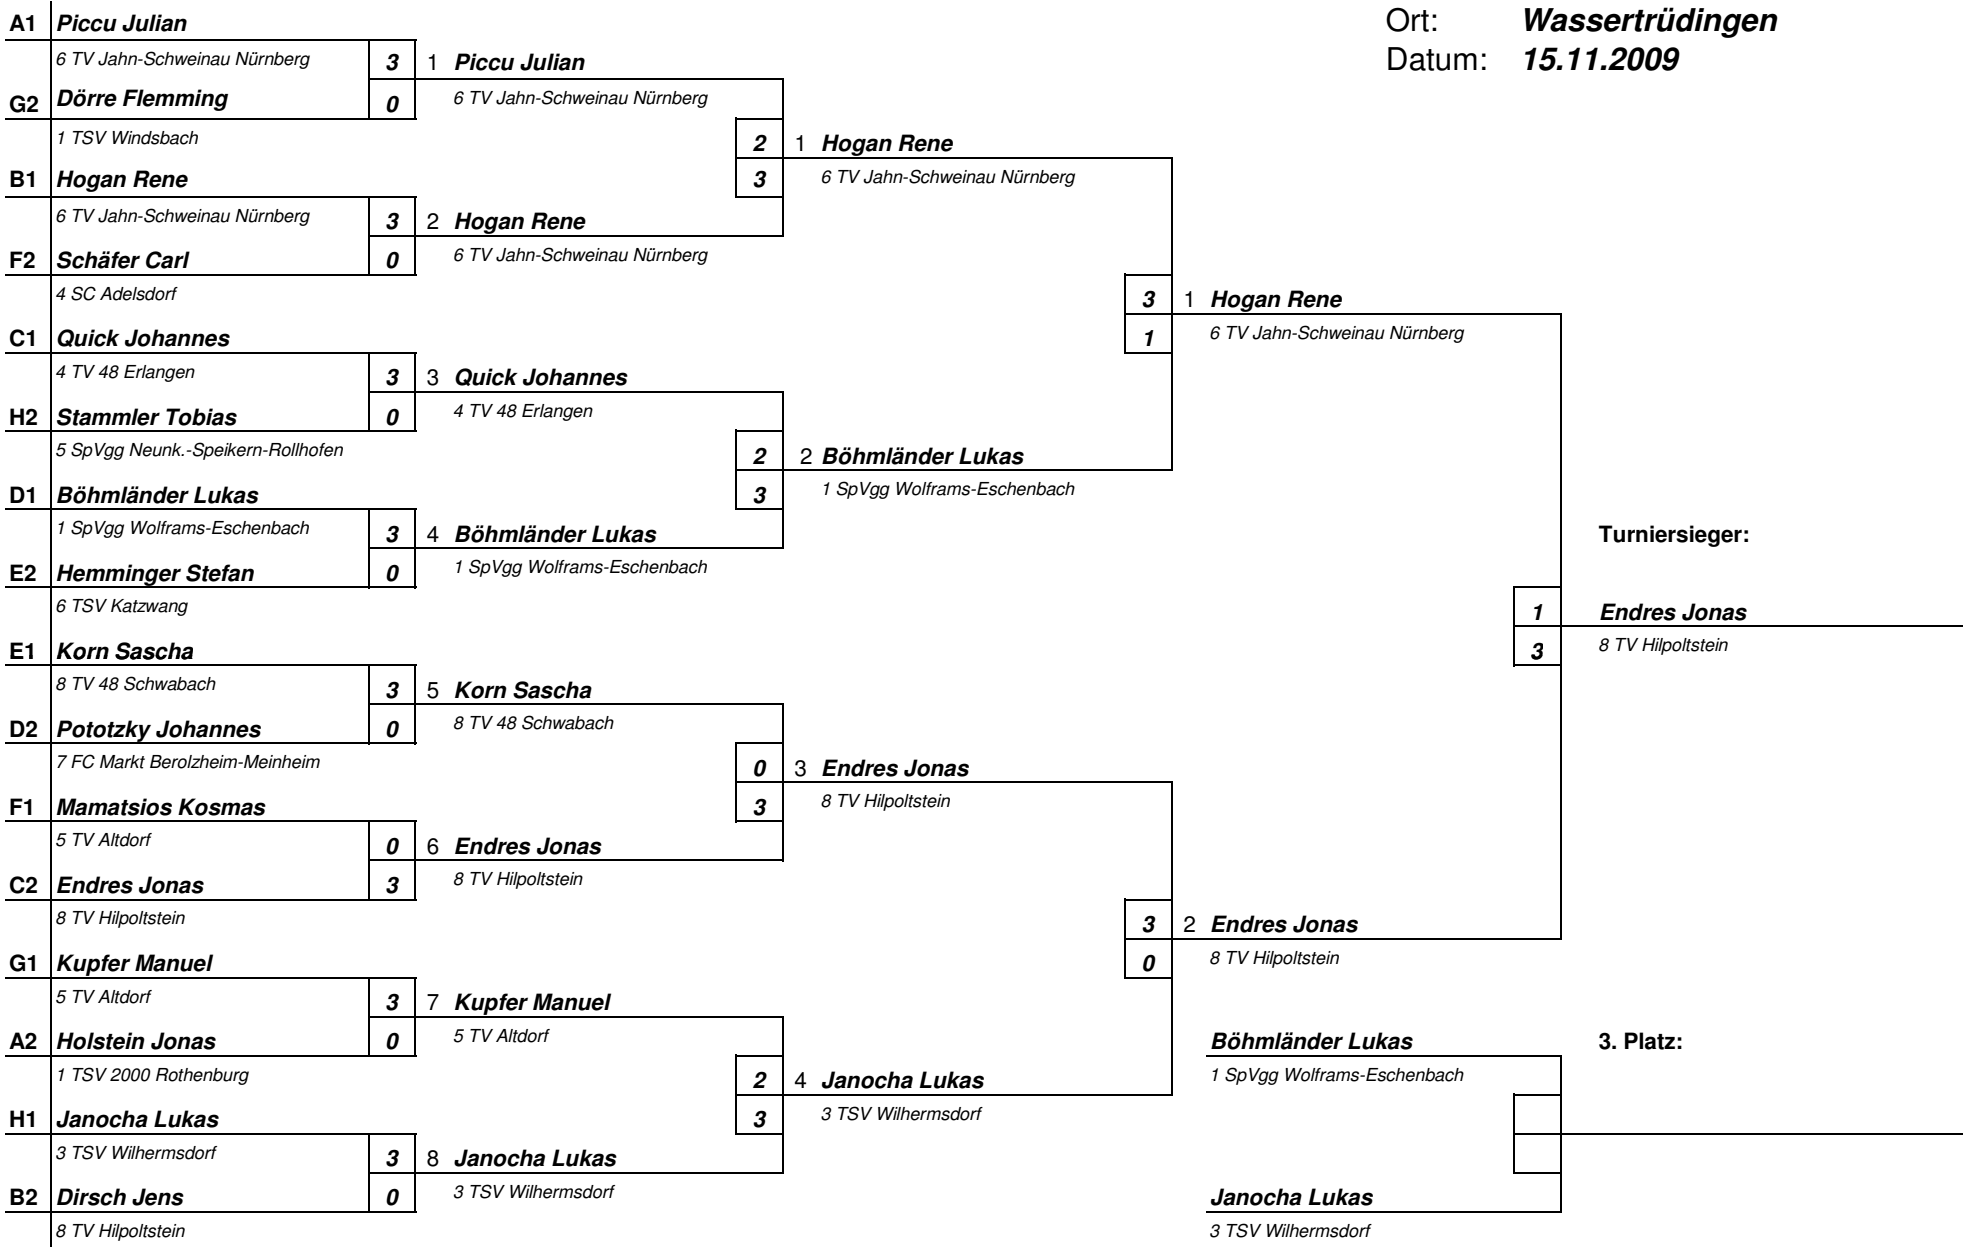 Ort: Wassertrüdingen
Datum: 15.11.2009
A1 Piccu Julian
6 TV Jahn-Schweinau Nürnberg 3
G2 Dörre Flemming 0
1 TSV Windsbach
B1 Hogan Rene
6 TV Jahn-Schweinau Nürnberg 3
F2 Schäfer Carl 0
4 SC Adelsdorf
C1 Quick Johannes
4 TV 48 Erlangen 3
H2 Stammler Tobias 0
5 SpVgg Neunk.-Speikern-Rollhofen
D1 Böhmländer Lukas
1 SpVgg Wolframs-Eschenbach 3
E2 Hemminger Stefan 0
6 TSV Katzwang
E1 Korn Sascha
8 TV 48 Schwabach 3
D2 Pototzky Johannes 0
7 FC Markt Berolzheim-Meinheim
F1 Mamatsios Kosmas
5 TV Altdorf 0
C2 Endres Jonas 3
8 TV Hilpoltstein
G1 Kupfer Manuel
5 TV Altdorf 3
A2 Holstein Jonas 0
1 TSV 2000 Rothenburg
H1 Janocha Lukas
3 TSV Wilhermsdorf 3
B2 Dirsch Jens 0
8 TV Hilpoltstein
1 Piccu Julian
6 TV Jahn-Schweinau Nürnberg
2
3
2 Hogan Rene
6 TV Jahn-Schweinau Nürnberg
3 Quick Johannes
4 TV 48 Erlangen
2
3
4 Böhmländer Lukas
1 SpVgg Wolframs-Eschenbach
5 Korn Sascha
8 TV 48 Schwabach
0
3
6 Endres Jonas
8 TV Hilpoltstein
7 Kupfer Manuel
5 TV Altdorf
2
3
8 Janocha Lukas
3 TSV Wilhermsdorf
1 Hogan Rene
6 TV Jahn-Schweinau Nürnberg
3
1
2 Böhmländer Lukas
1 SpVgg Wolframs-Eschenbach
3 Endres Jonas
8 TV Hilpoltstein
3
0
4 Janocha Lukas
3 TSV Wilhermsdorf
1 Hogan Rene
6 TV Jahn-Schweinau Nürnberg
1
3
2 Endres Jonas
8 TV Hilpoltstein
Turniersieger:
Endres Jonas
8 TV Hilpoltstein
Böhmländer Lukas 3. Platz:
1 SpVgg Wolframs-Eschenbach
Janocha Lukas
3 TSV Wilhermsdorf